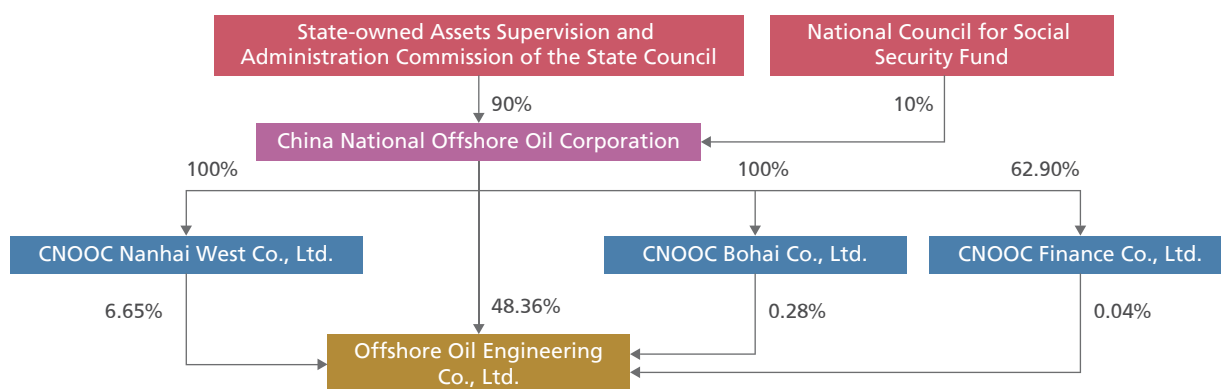 State-owned Assets Supervision and
Administration Commission of the State Council
National Council for Social
Security Fund
90%
10%
China National Offshore Oil Corporation
100%
100%
62.90%
CNOOC Nanhai West Co., Ltd.
CNOOC Bohai Co., Ltd.
CNOOC Finance Co., Ltd.
6.65%
48.36%
0.28%
0.04%
Offshore Oil Engineering
Co., Ltd.